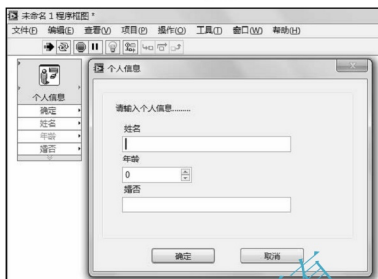 未命名 1 程序框图 *
文件(F) 编辑(E) 查看(V) 项目(P) 操作(O) 工具(T) 窗口(W) 帮助(H)
个人信息
确定
姓名
年龄
婚否
个人信息
请输入个人信息.........
姓名
年龄
0
婚否
确定
取消